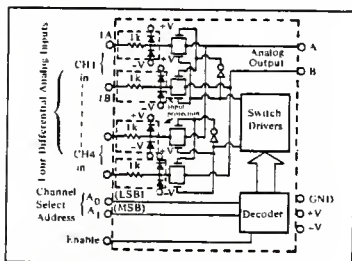 Four Differential Analog Inputs
1A
CH1
in
1B
CH4
in
1k
+V
−V
1k
+V
−V
Input
protection
1k
+V
−V
1k
+V
−V
Analog
Output
A
B
Switch
Drivers
Channel
Select
Address
A0
(LSB)
A1
(MSB)
Decoder
Enable
GND
+V
−V